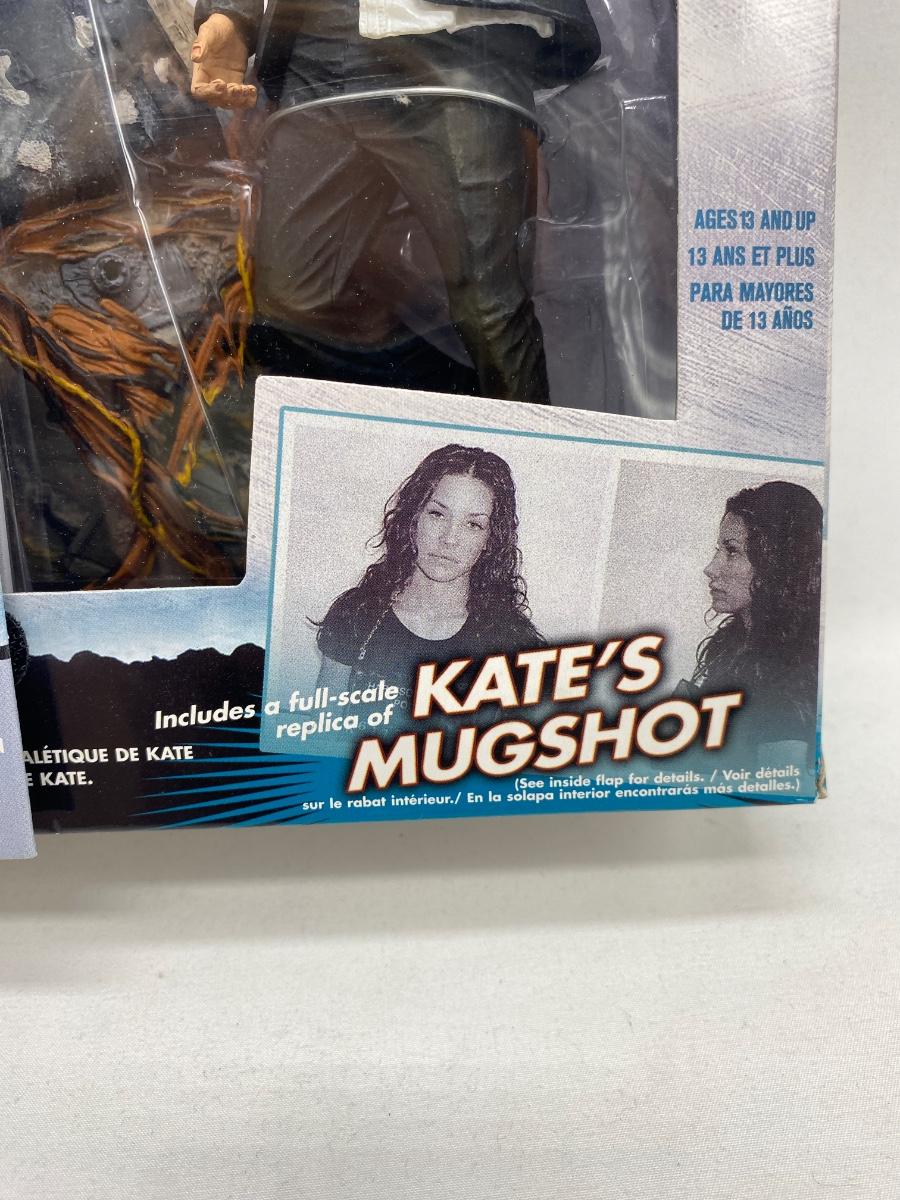 AGES 13 AND UP
13 ANS ET PLUS
PARA MAYORES
DE 13 AÑOS
Includes a full-scale
replica of
KATE'S
MUGSHOT
ALÉTIQUE DE KATE
E KATE.
(See inside flap for details. / Voir détails
sur le rabat intérieur./ En la solapa interior encontrarás más detalles.)